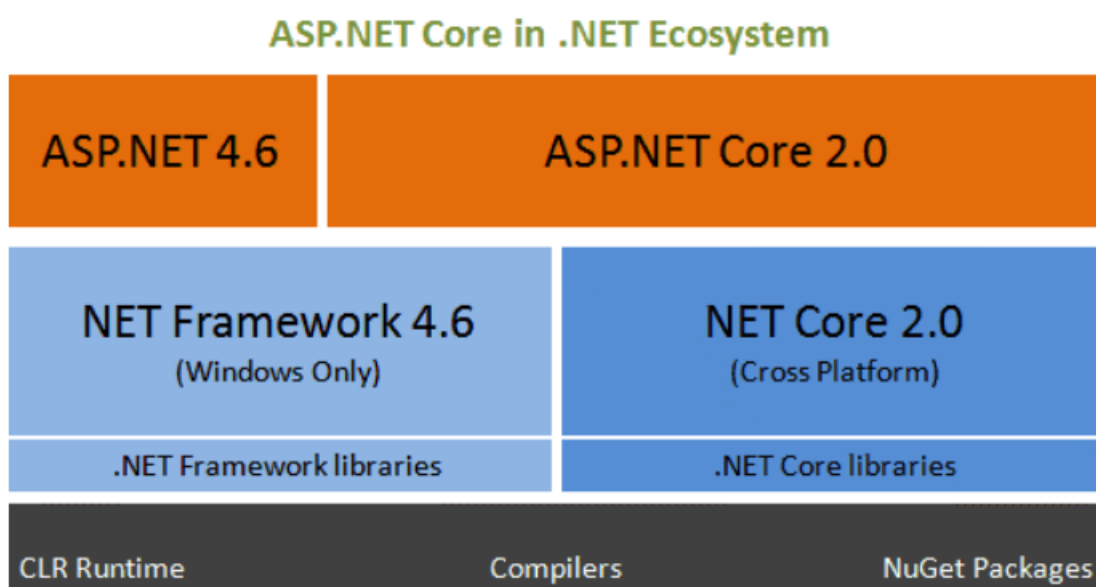 ASP.NET Core in .NET Ecosystem
ASP.NET 4.6
ASP.NET Core 2.0
NET Framework 4.6
(Windows Only)
NET Core 2.0
(Cross Platform)
.NET Framework libraries
.NET Core libraries
CLR Runtime
Compilers
NuGet Packages